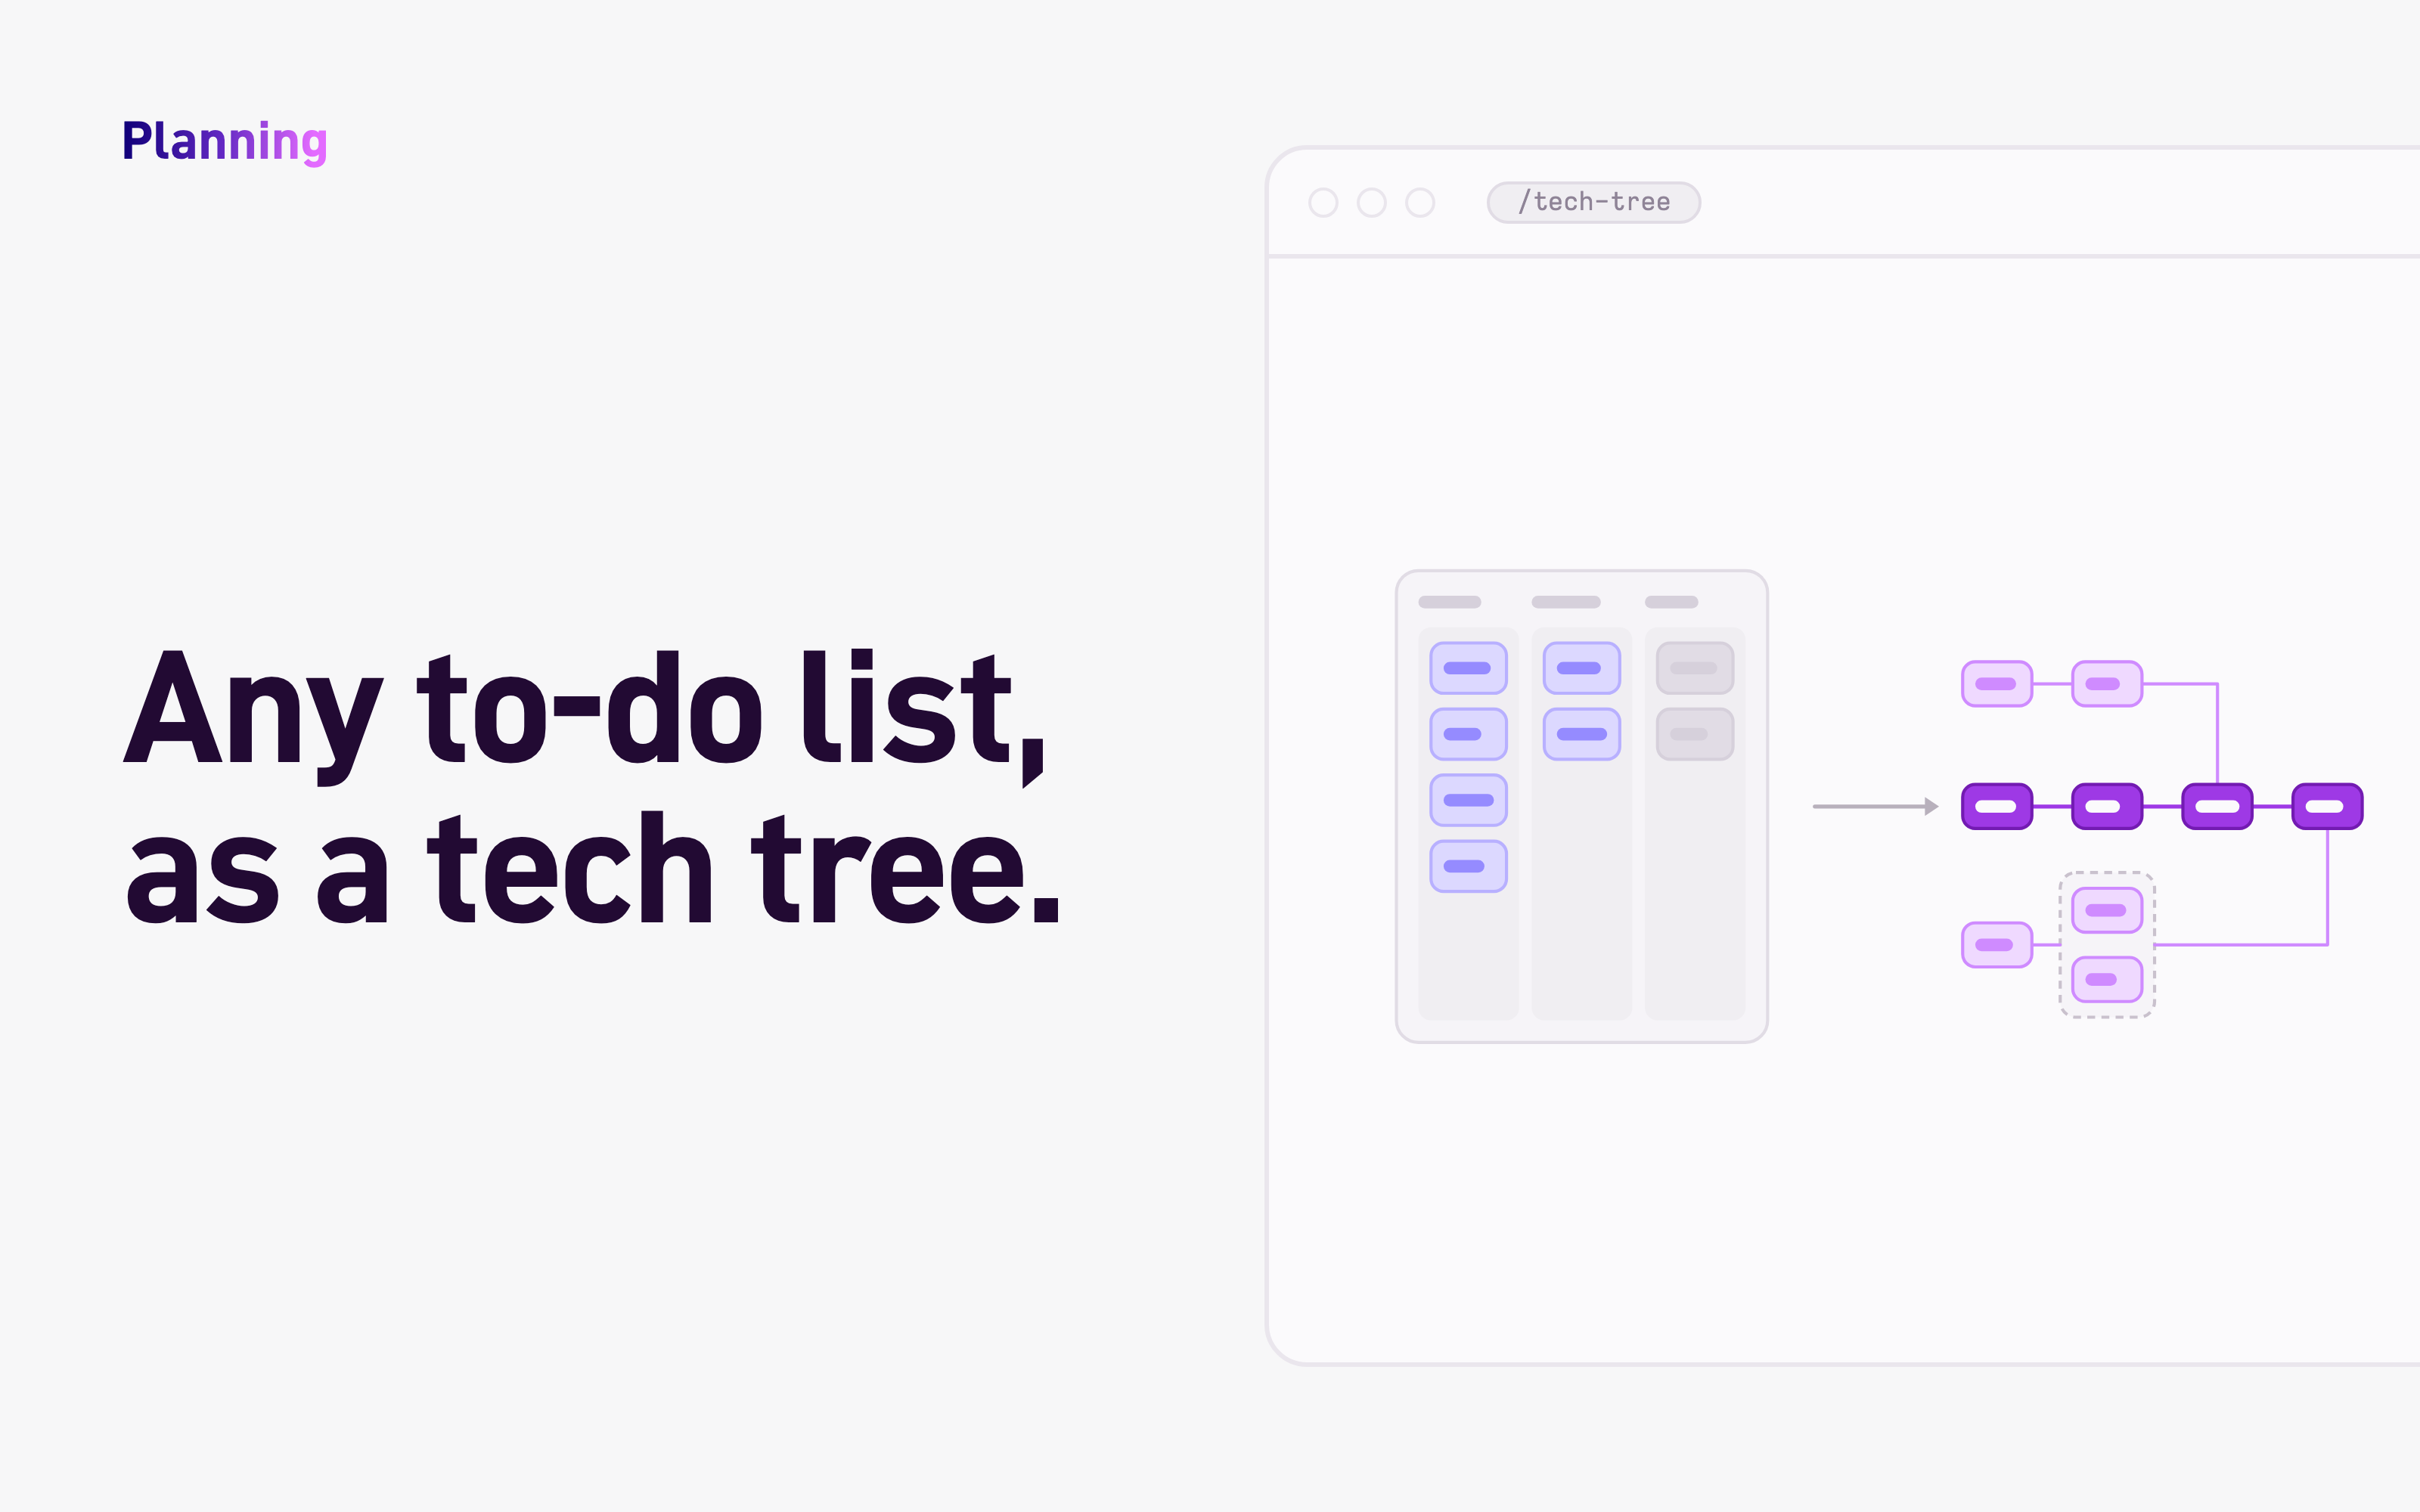 Planning
/tech-tree
Any to-do list,
as a tech tree.